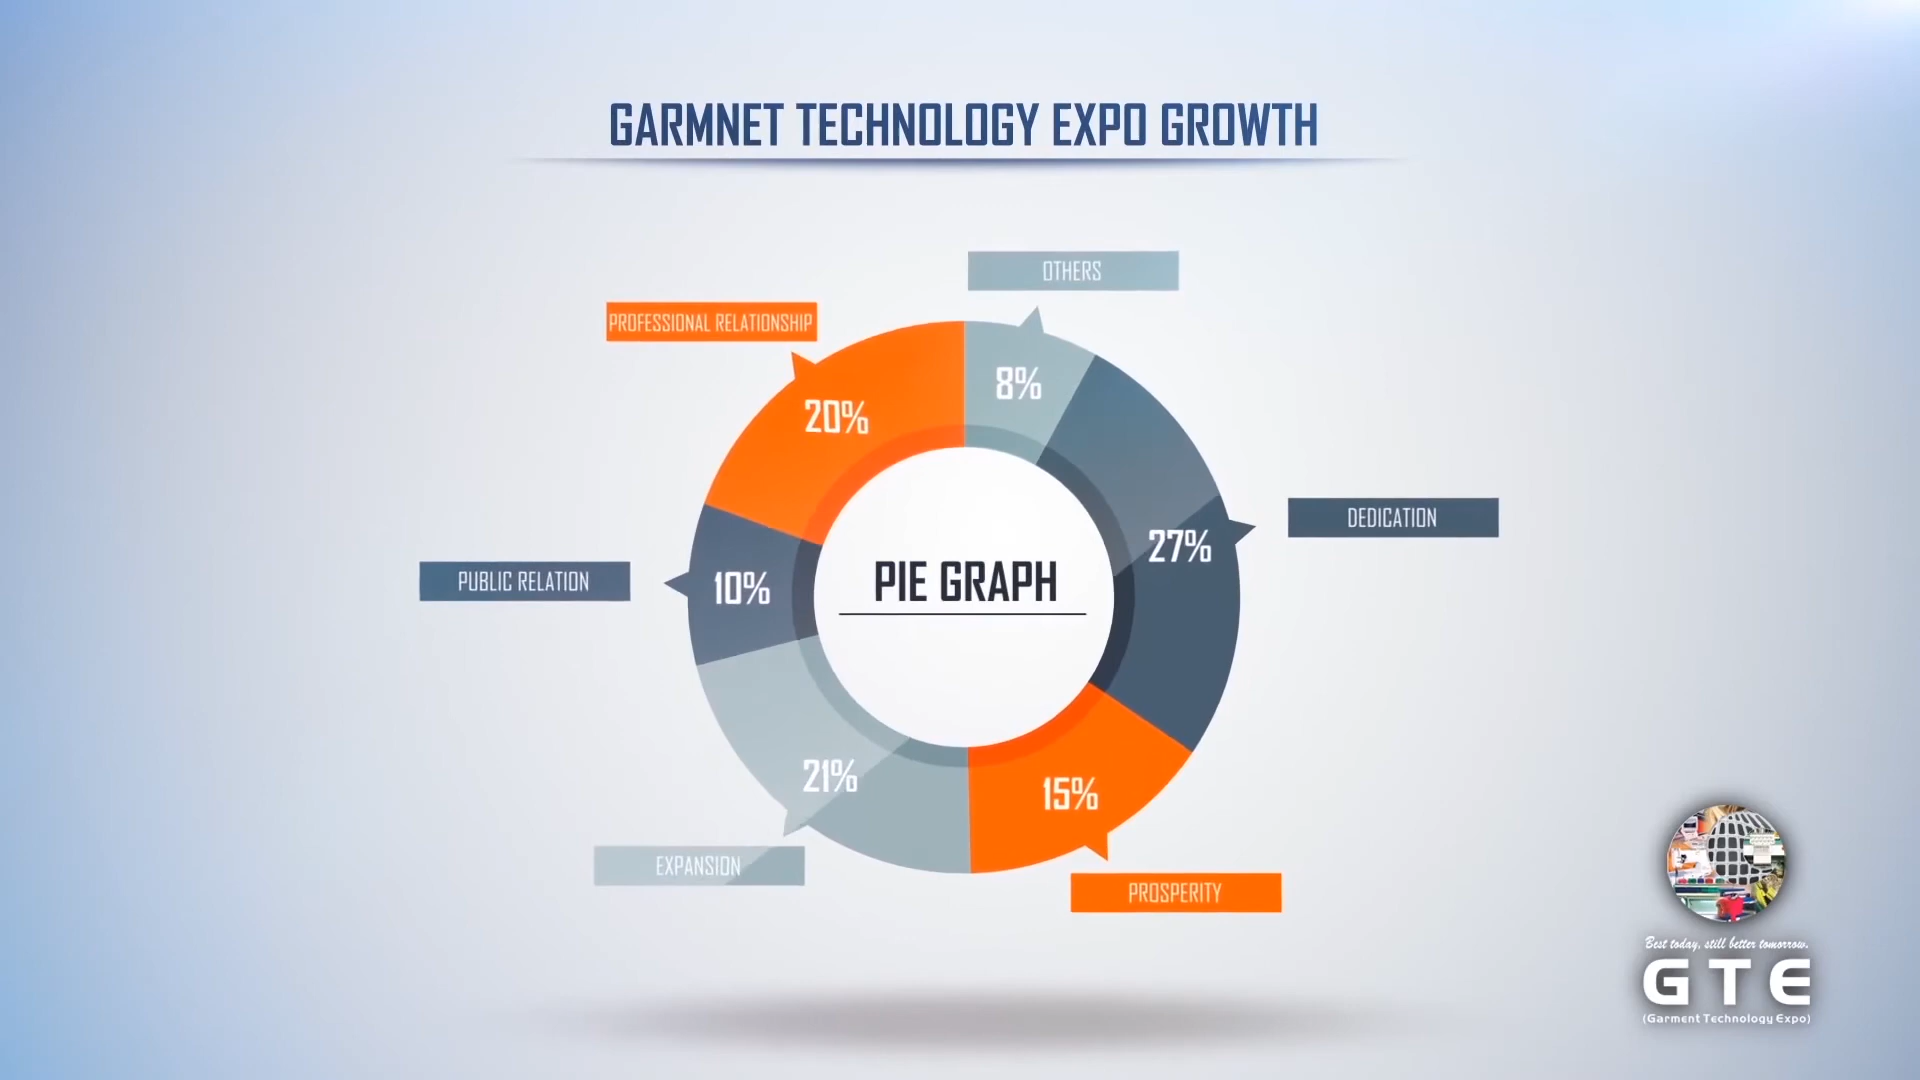 GARMNET TECHNOLOGY EXPO GROWTH
OTHERS
PROFESSIONAL RELATIONSHIP
8%
20%
DEDICATION
27%
PUBLIC RELATION
10%
PIE GRAPH
21%
15%
EXPANSION
PROSPERITY
Best today, still better tomorrow.
GTE
(Garment Technology Expo)